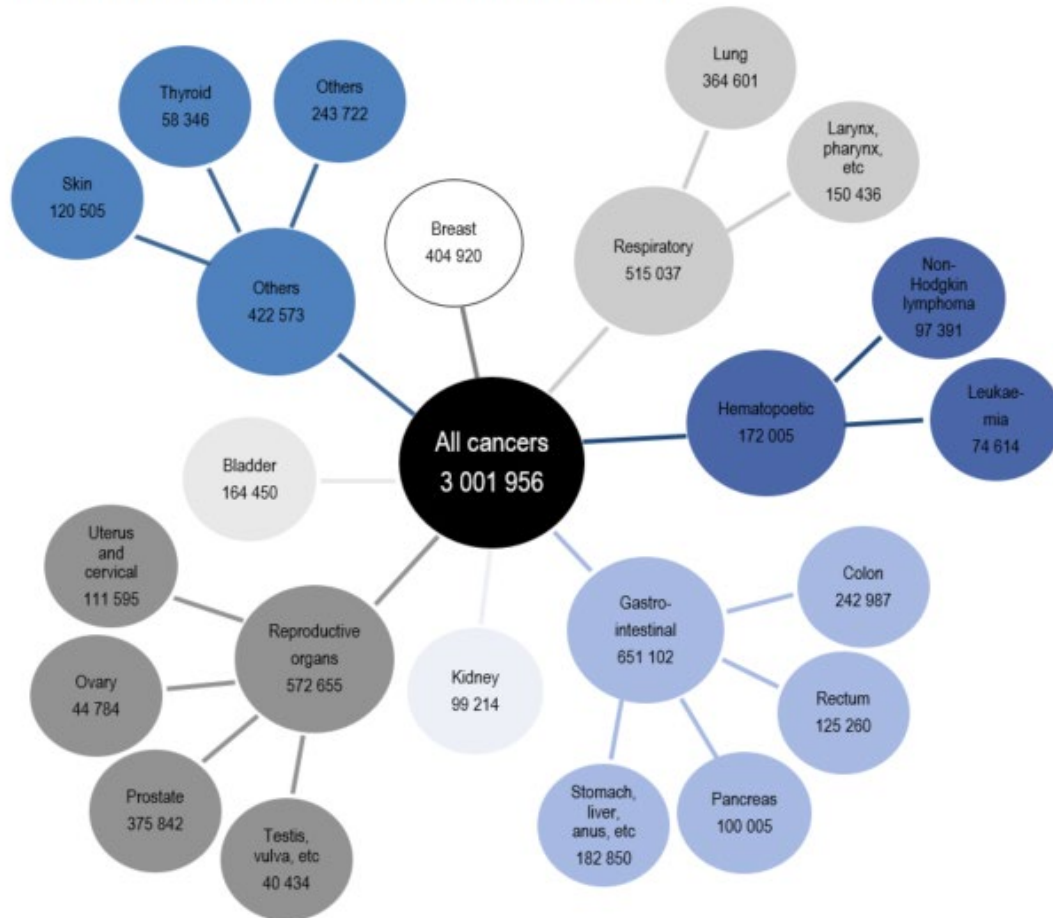 Lung
364 601
Thyroid
58 346
Others
243 722
Larynx,
pharynx,
etc
150 436
Skin
120 505
Breast
404 920
Respiratory
515 037
Non-
Hodgkin
lymphoma
97 391
Others
422 573
Hematopoetic
172 005
Leukae-
mia
74 614
All cancers
3 001 956
Bladder
164 450
Uterus
and
cervical
111 595
Colon
242 987
Gastro-
intestinal
651 102
Reproductive
organs
572 655
Ovary
44 784
Kidney
99 214
Rectum
125 260
Prostate
375 842
Testis,
vulva, etc
40 434
Stomach,
liver,
anus, etc
182 850
Pancreas
100 005